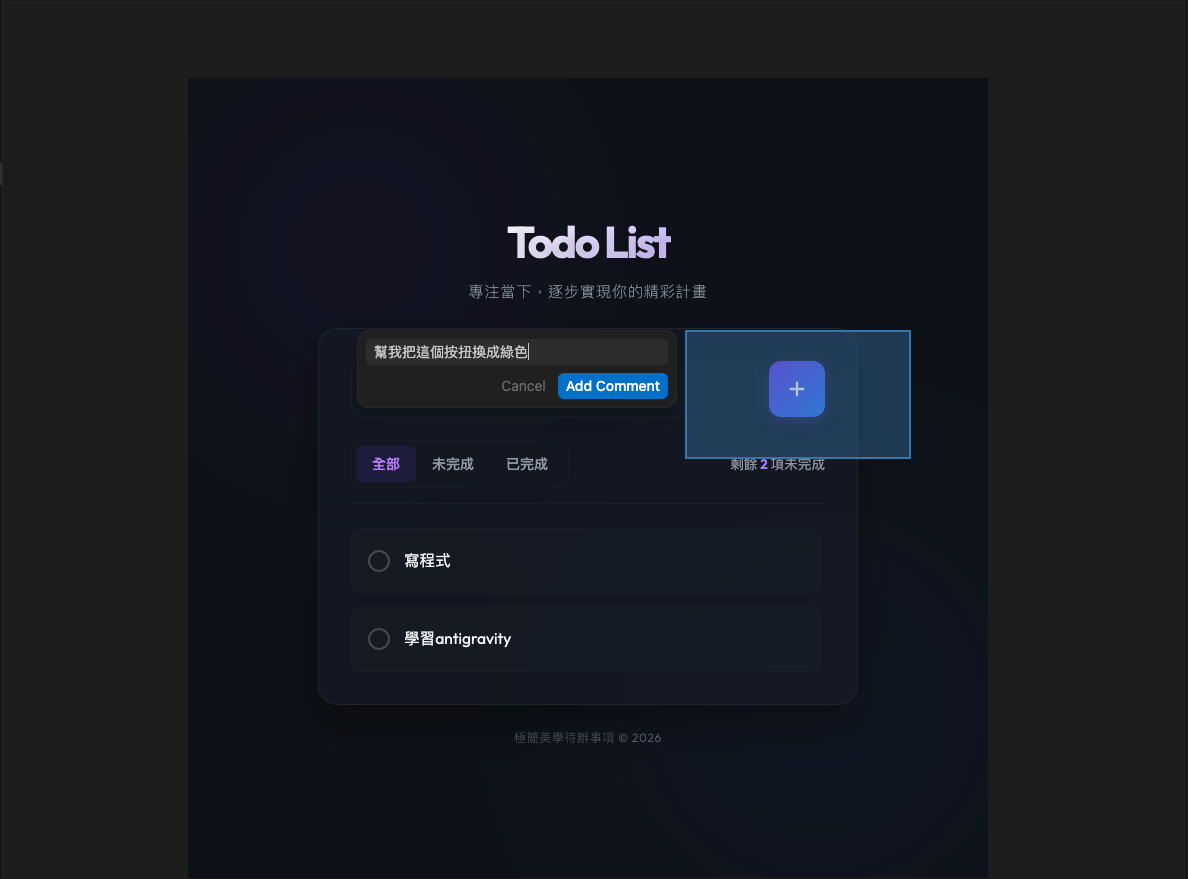 Todo List
專注當下，逐步實現你的精彩計畫
幫我把這個按扭換成綠色
Cancel Add Comment
+
全部 未完成 已完成 剩餘 2 項未完成
寫程式
學習antigravity
極簡美學待辦事項 © 2026